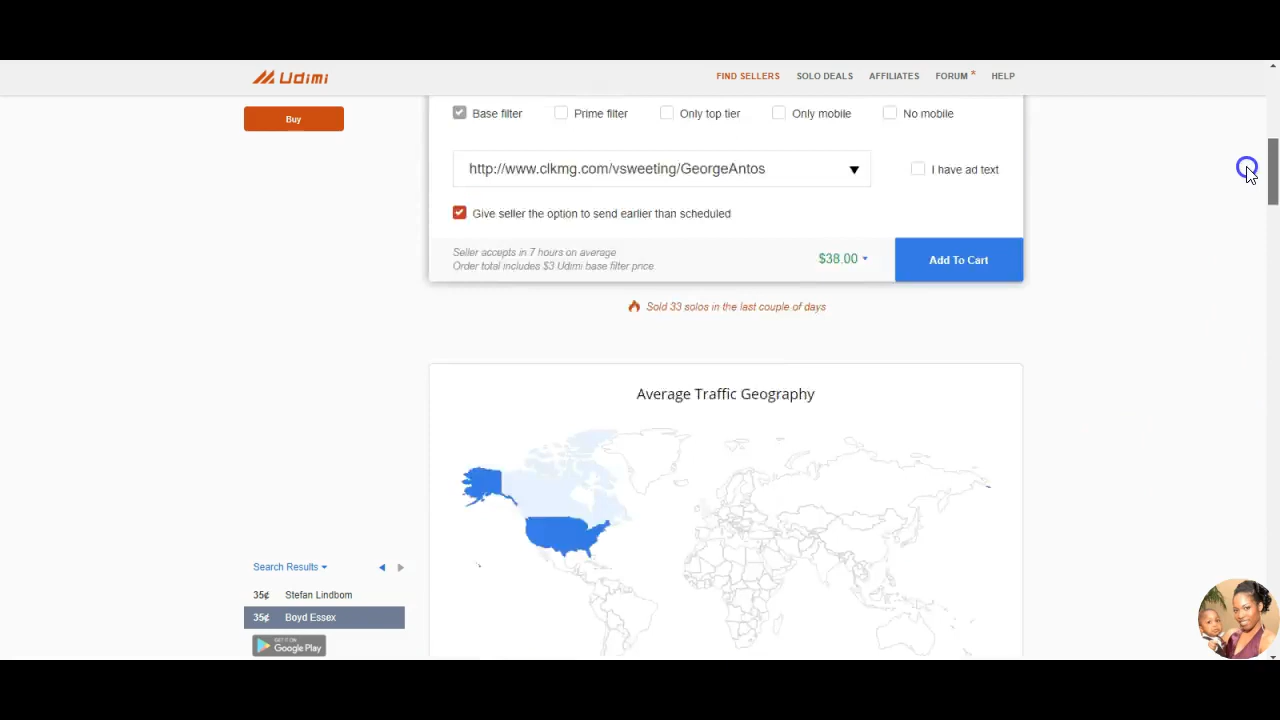 Udimi
FIND SELLERS SOLO DEALS AFFILIATES FORUM * HELP
Buy
Base filter Prime filter Only top tier Only mobile No mobile
http://www.clkmg.com/vsweeting/GeorgeAntos
I have ad text
Give seller the option to send earlier than scheduled
Seller accepts in 7 hours on average
Order total includes $3 Udimi base filter price
$38.00
Add To Cart
Sold 33 solos in the last couple of days
Average Traffic Geography
Search Results
35¢ Stefan Lindbom
35¢ Boyd Essex
GET IT ON
Google Play